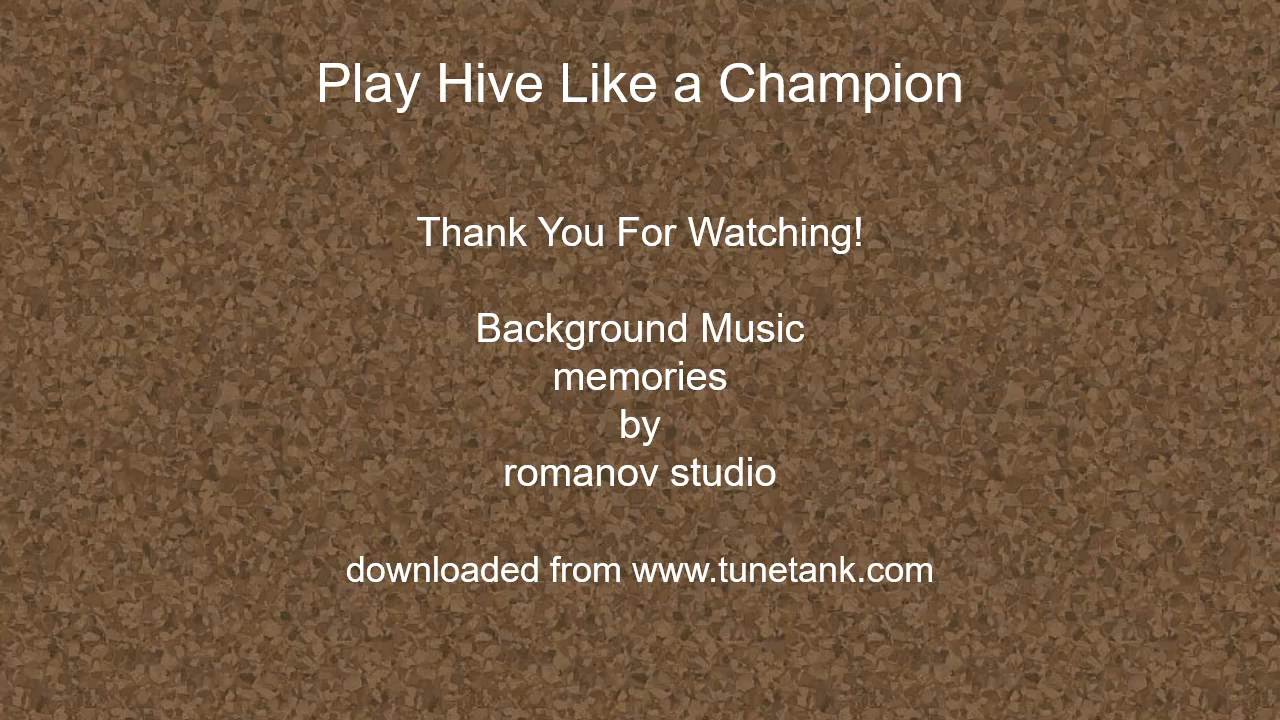 Play Hive Like a Champion
Thank You For Watching!
Background Music
memories
by
romanov studio
downloaded from www.tunetank.com